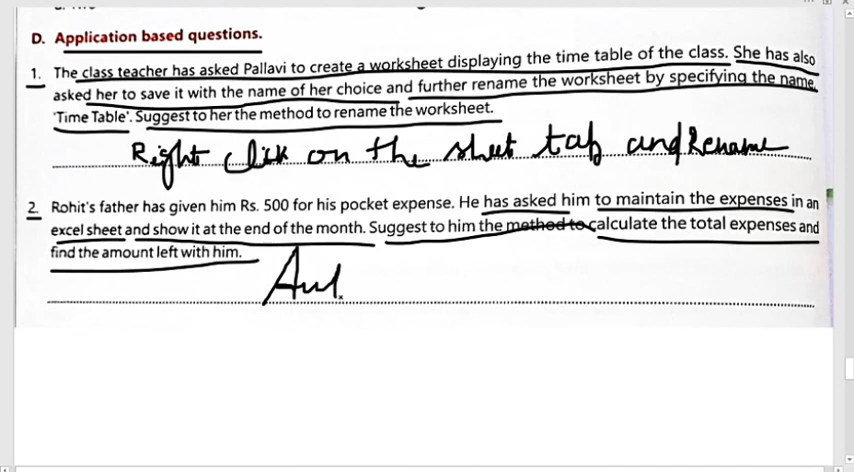 D. Application based questions.
1. The class teacher has asked Pallavi to create a worksheet displaying the time table of the class. She has also
asked her to save it with the name of her choice and further rename the worksheet by specifying the name,
'Time Table'. Suggest to her the method to rename the worksheet.
Right click on the sheet tab and Rename
2. Rohit's father has given him Rs. 500 for his pocket expense. He has asked him to maintain the expenses in an
excel sheet and show it at the end of the month. Suggest to him the method to calculate the total expenses and
find the amount left with him.